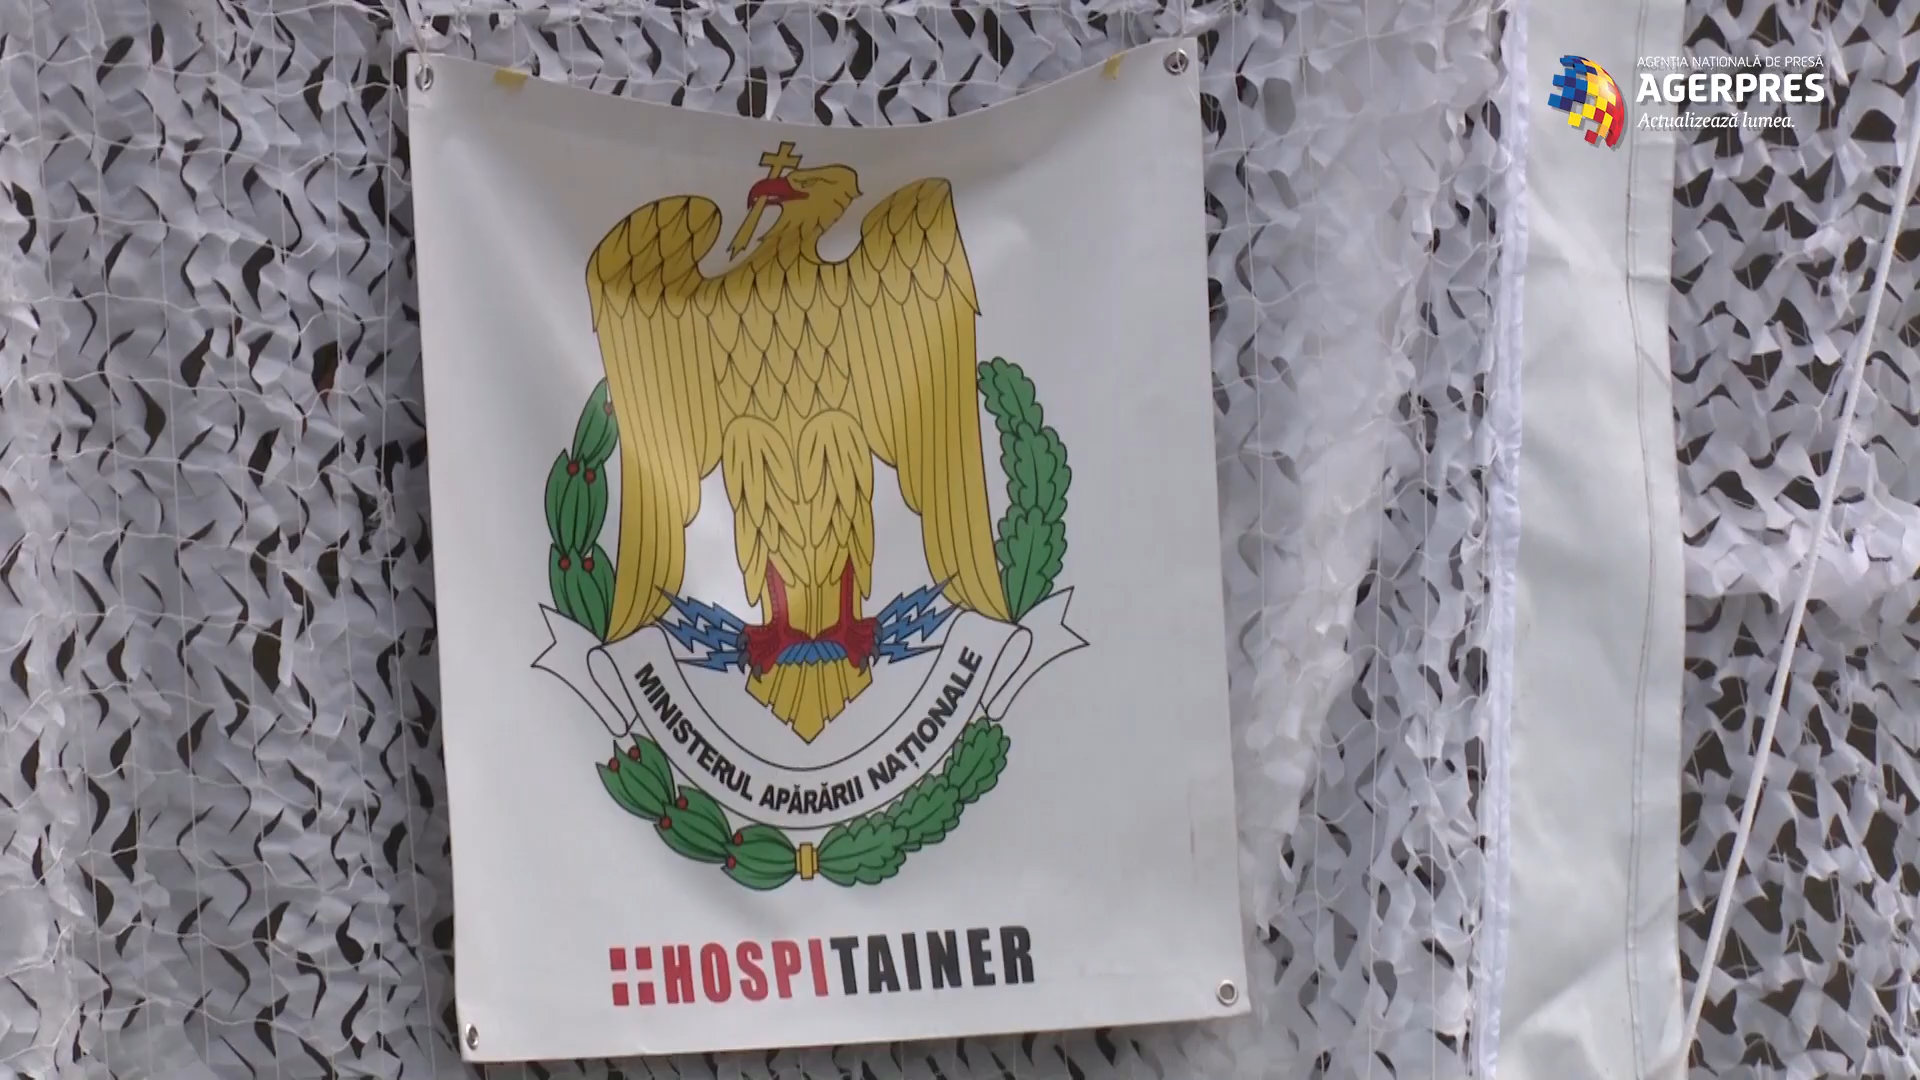 AGENȚIA NAȚIONALĂ DE PRESĂ
AGERPRES
Actualizează lumea.
MINISTERUL APĂRĂRII NAȚIONALE
HOSPITAINER